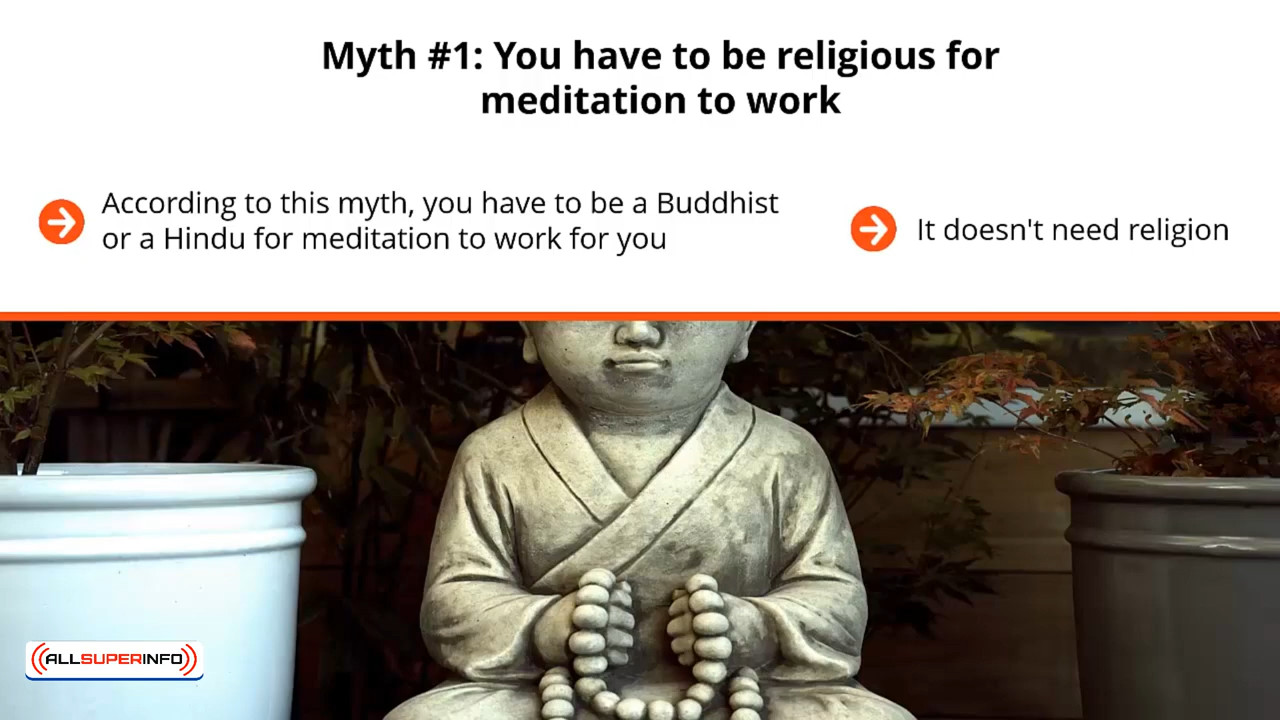 Myth #1: You have to be religious for
meditation to work
According to this myth, you have to be a Buddhist
or a Hindu for meditation to work for you
It doesn't need religion
ALLSUPERINFO